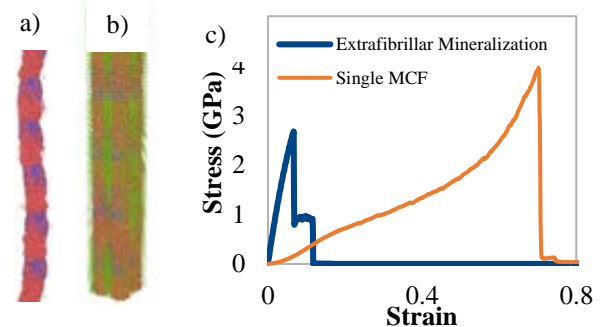 a)
b)
c)
Extrafibrillar Mineralization
Single MCF
Stress (GPa)
4
3
2
1
0
0
0.4
0.8
Strain